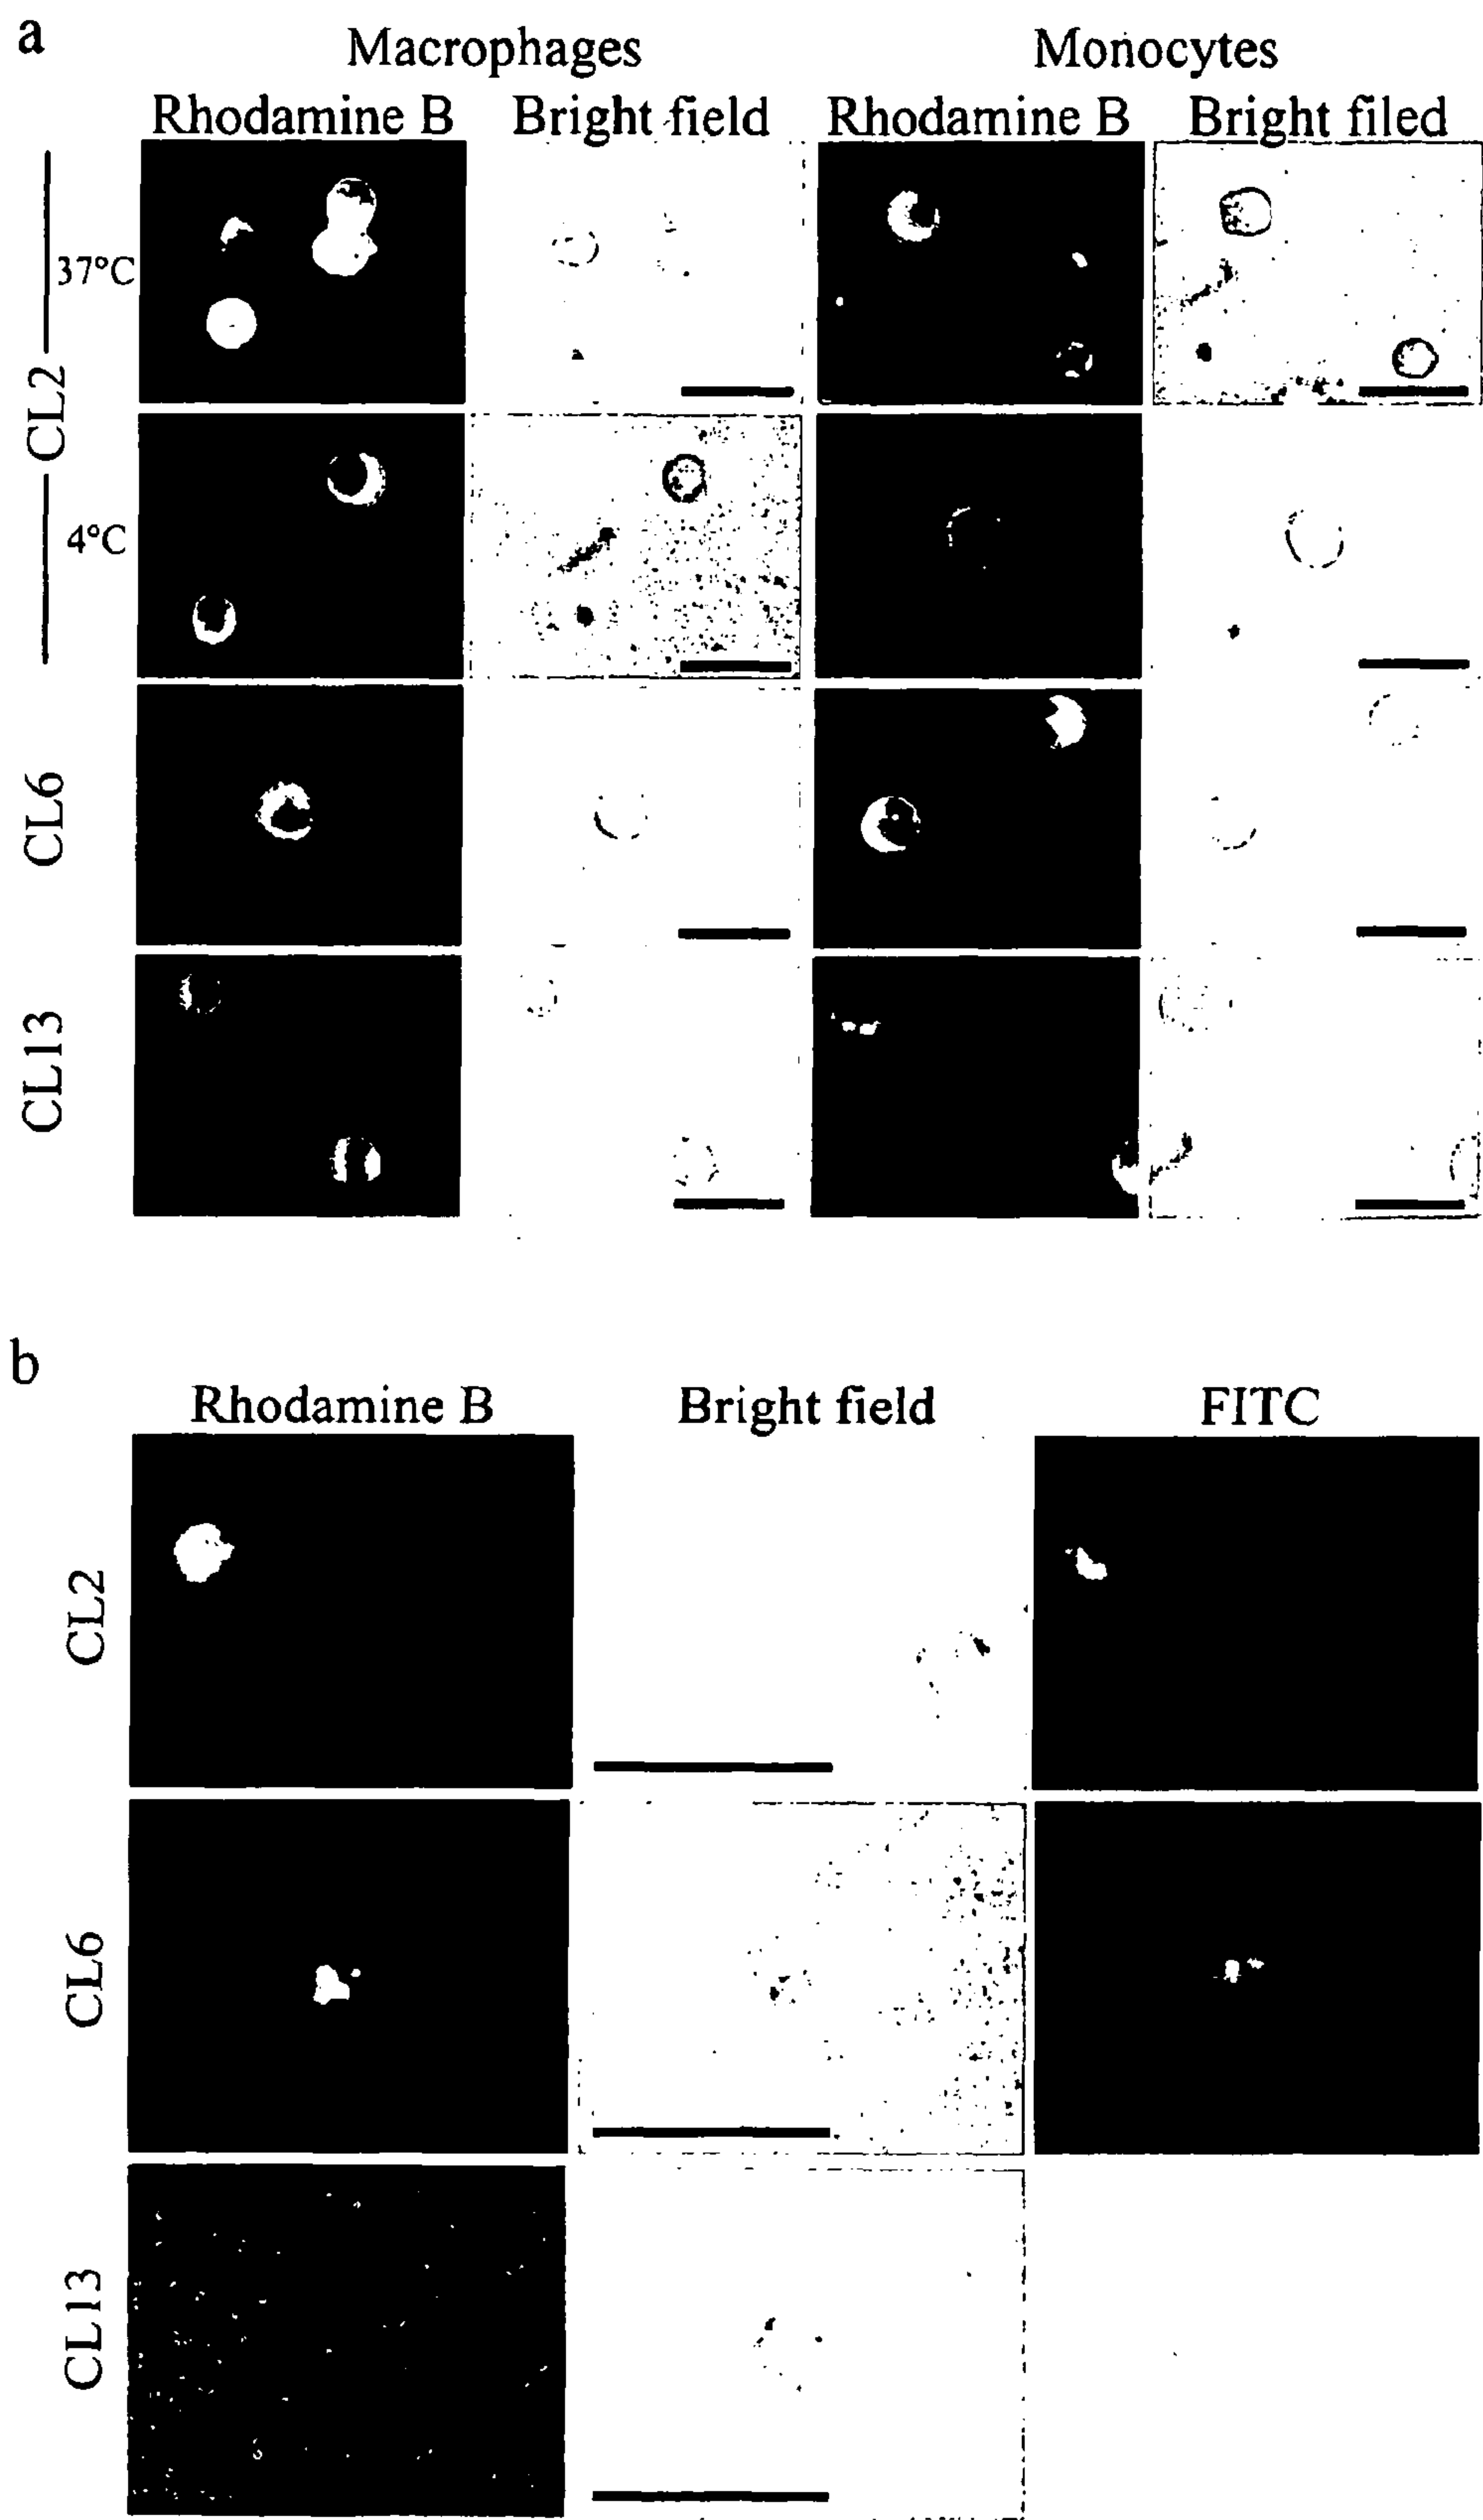 a
Macrophages Monocytes
Rhodamine B Bright field Rhodamine B Bright filed
37°C
CL2
4°C
CL6
CL13
b
Rhodamine B Bright field FITC
CL2
CL6
CL13